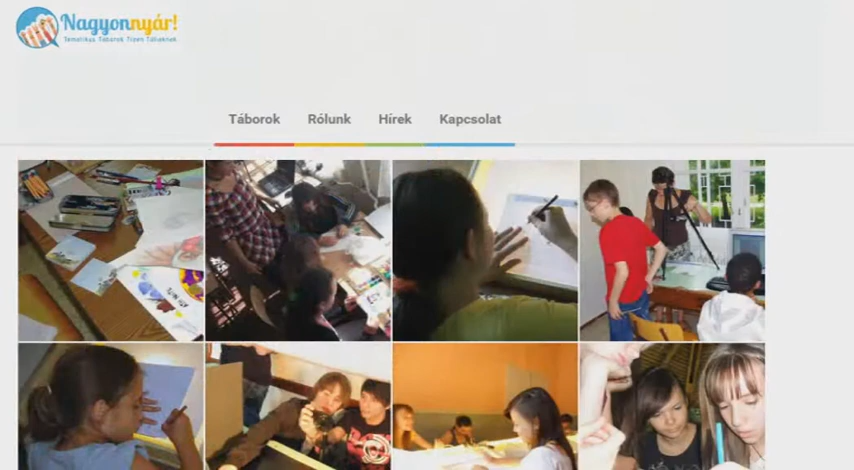 Nagyonnyár!
Tematikus Táborok Tizen Túliaknak
Táborok Rólunk Hírek Kapcsolat